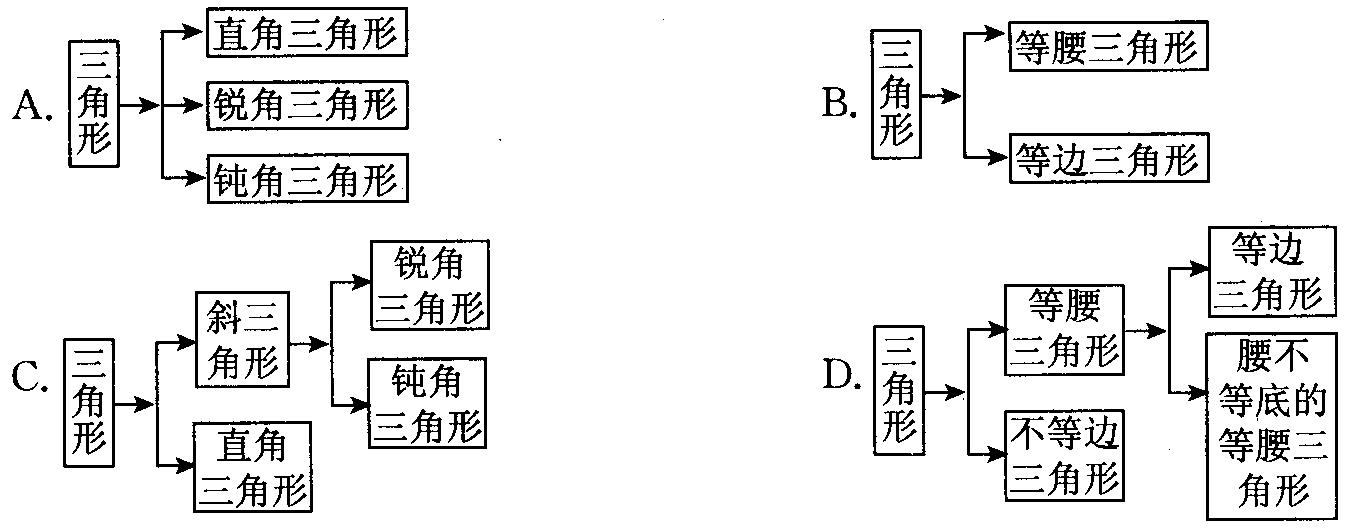 A.
三角形
直角三角形
锐角三角形
钝角三角形
B.
三角形
等腰三角形
等边三角形
C.
三角形
斜三
角形
锐角
三角形
钝角
三角形
直角
三角形
D.
三角形
等腰
三角形
等边
三角形
腰不
等底的
等腰三
角形
不等边
三角形